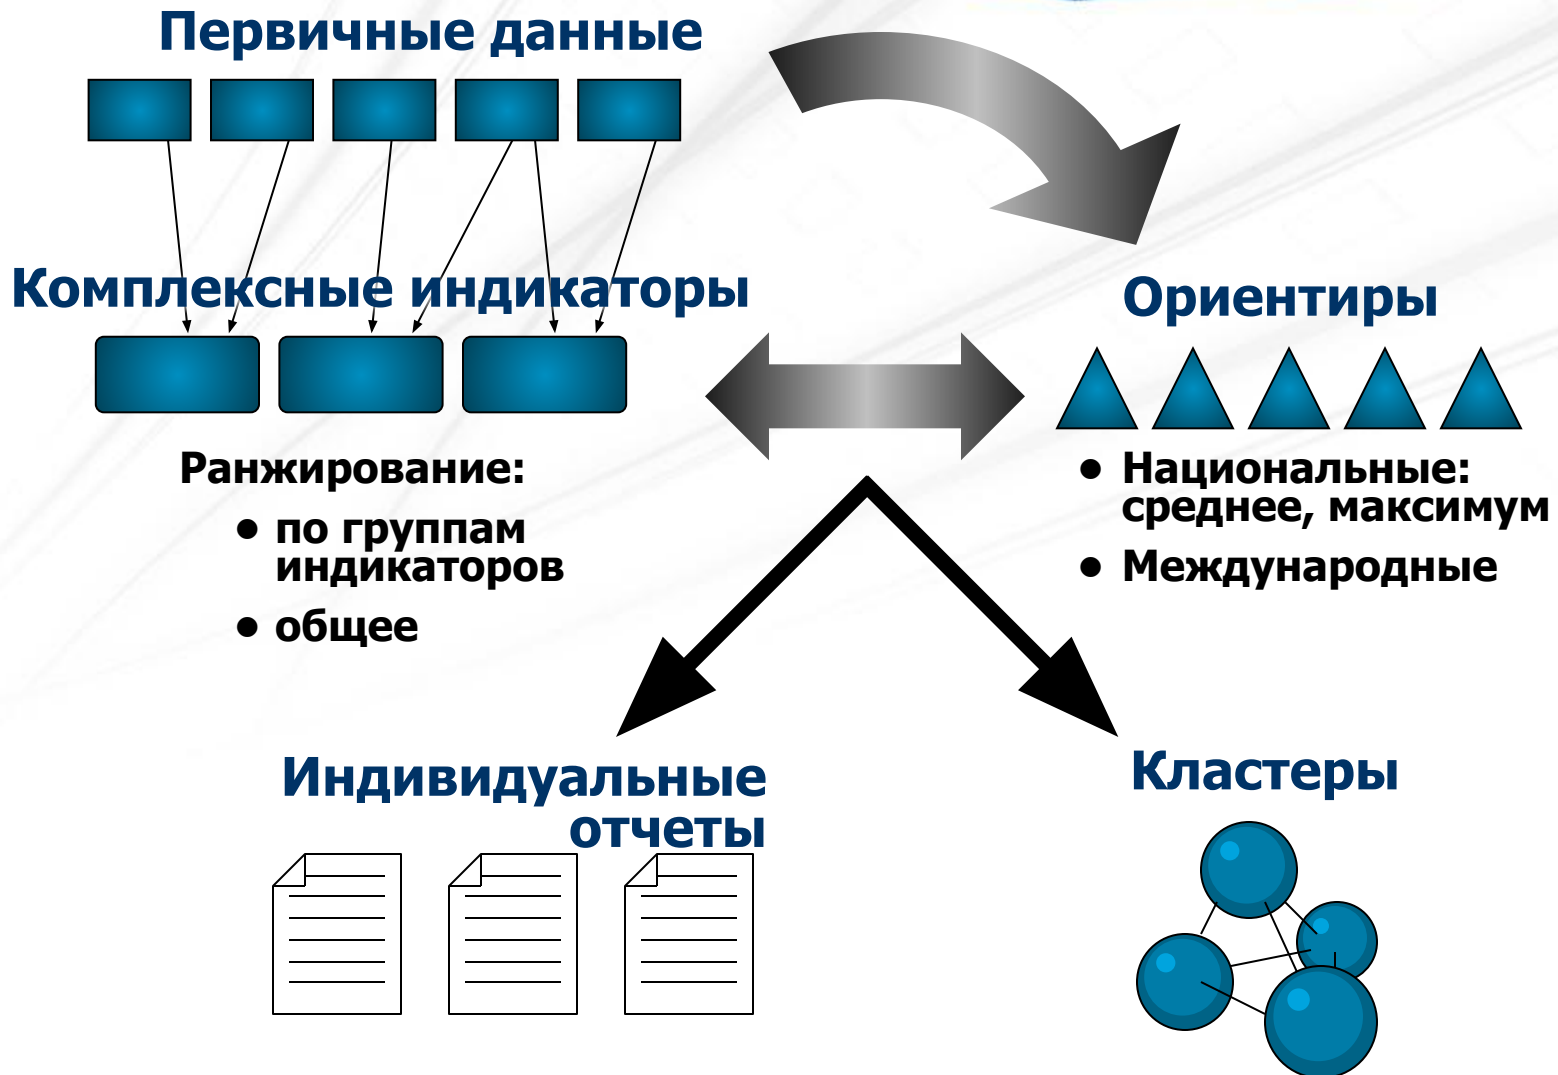 Первичные данные
Комплексные индикаторы
Ориентиры
Ранжирование:
• по группам
индикаторов
• общее
• Национальные:
среднее, максимум
• Международные
Индивидуальные
отчеты
Кластеры